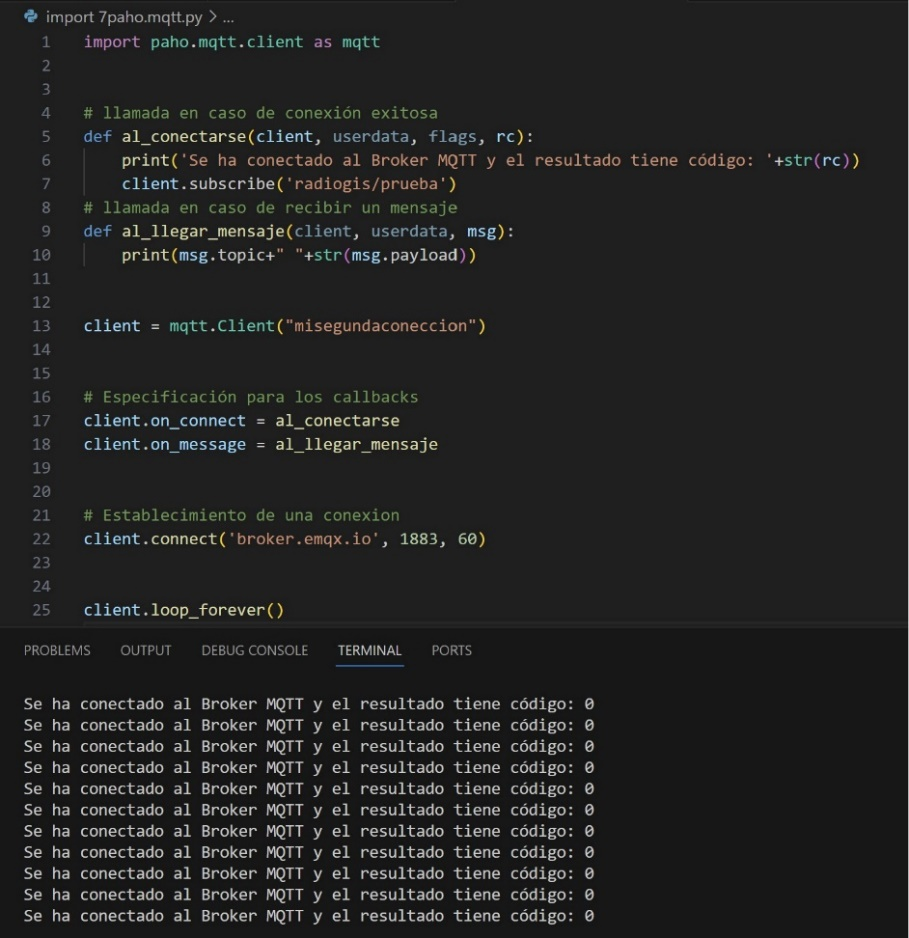 import 7paho.mqtt.py > ...
1 import paho.mqtt.client as mqtt
2
3
4 # llamada en caso de conexión exitosa
5 def al_conectarse(client, userdata, flags, rc):
6     print('Se ha conectado al Broker MQTT y el resultado tiene código: '+str(rc))
7     client.subscribe('radiogis/prueba')
8 # llamada en caso de recibir un mensaje
9 def al_llegar_mensaje(client, userdata, msg):
10     print(msg.topic+" "+str(msg.payload))
11
12
13 client = mqtt.Client("misegundaconeccion")
14
15
16 # Especificación para los callbacks
17 client.on_connect = al_conectarse
18 client.on_message = al_llegar_mensaje
19
20
21 # Establecimiento de una conexion
22 client.connect('broker.emqx.io', 1883, 60)
23
24
25 client.loop_forever()
PROBLEMS OUTPUT DEBUG CONSOLE TERMINAL PORTS
Se ha conectado al Broker MQTT y el resultado tiene código: 0
Se ha conectado al Broker MQTT y el resultado tiene código: 0
Se ha conectado al Broker MQTT y el resultado tiene código: 0
Se ha conectado al Broker MQTT y el resultado tiene código: 0
Se ha conectado al Broker MQTT y el resultado tiene código: 0
Se ha conectado al Broker MQTT y el resultado tiene código: 0
Se ha conectado al Broker MQTT y el resultado tiene código: 0
Se ha conectado al Broker MQTT y el resultado tiene código: 0
Se ha conectado al Broker MQTT y el resultado tiene código: 0
Se ha conectado al Broker MQTT y el resultado tiene código: 0
Se ha conectado al Broker MQTT y el resultado tiene código: 0